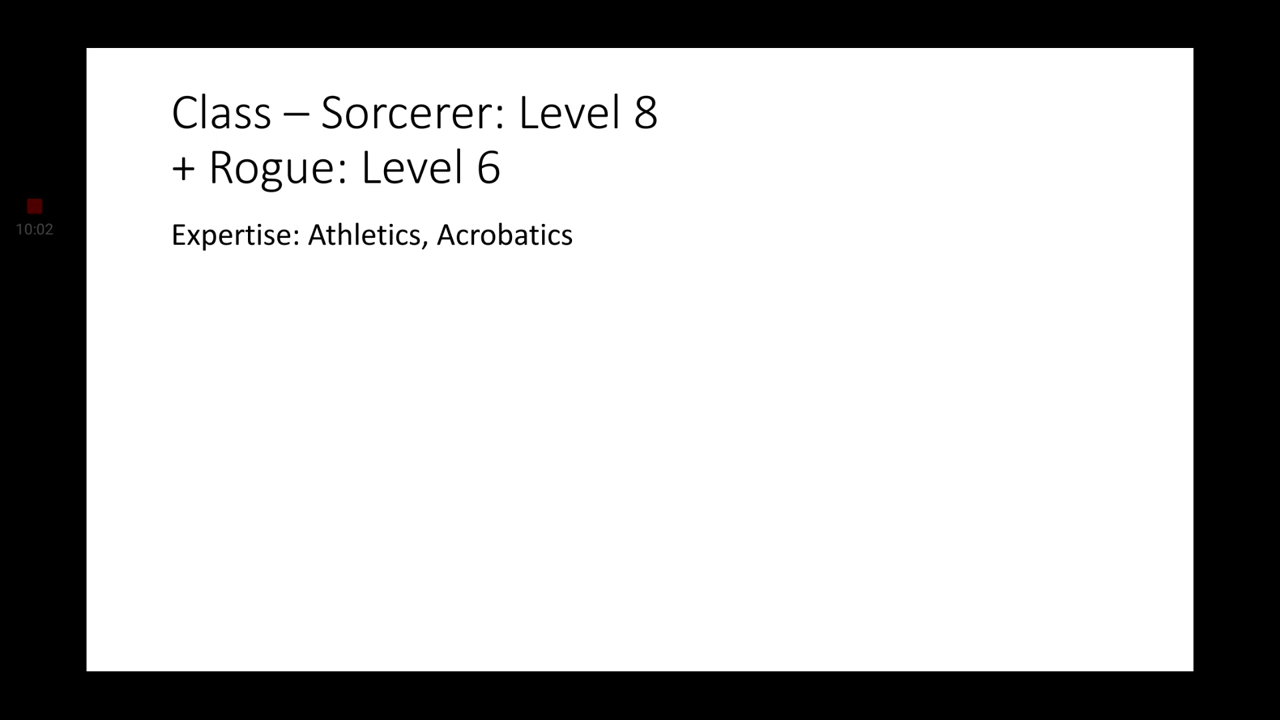 Class – Sorcerer: Level 8
+ Rogue: Level 6
Expertise: Athletics, Acrobatics
10:02